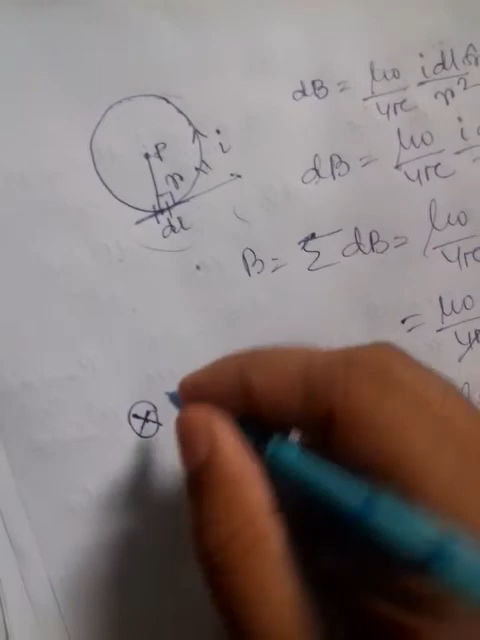 dB = μ₀/4π idl sin
r²
P
i
r
dl
dB = μ₀/4π i
B = Σ dB = μ₀/4π
= μ₀/4π